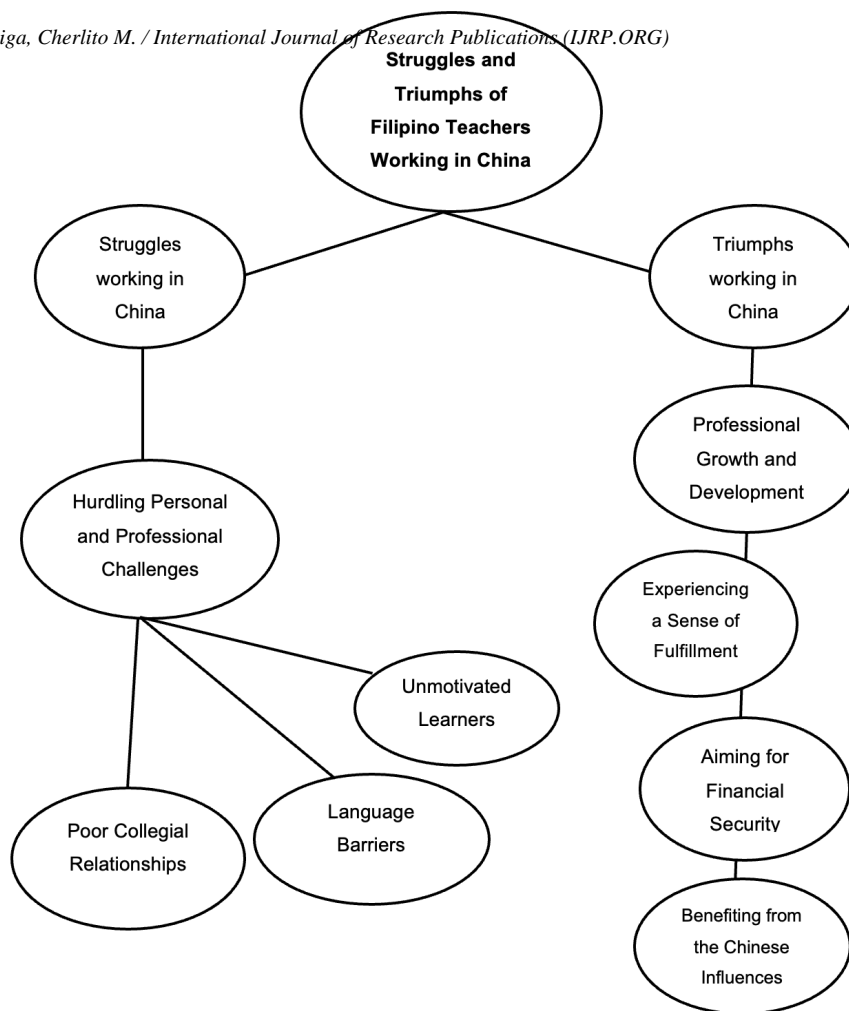 iga, Cherlito M. / International Journal of Research Publications (IJRP.ORG)
Struggles and
Triumphs of
Filipino Teachers
Working in China
Struggles
working in
China
Triumphs
working in
China
Hurdling Personal
and Professional
Challenges
Professional
Growth and
Development
Experiencing
a Sense of
Fulfillment
Unmotivated
Learners
Language
Barriers
Poor Collegial
Relationships
Aiming for
Financial
Security
Benefiting from
the Chinese
Influences